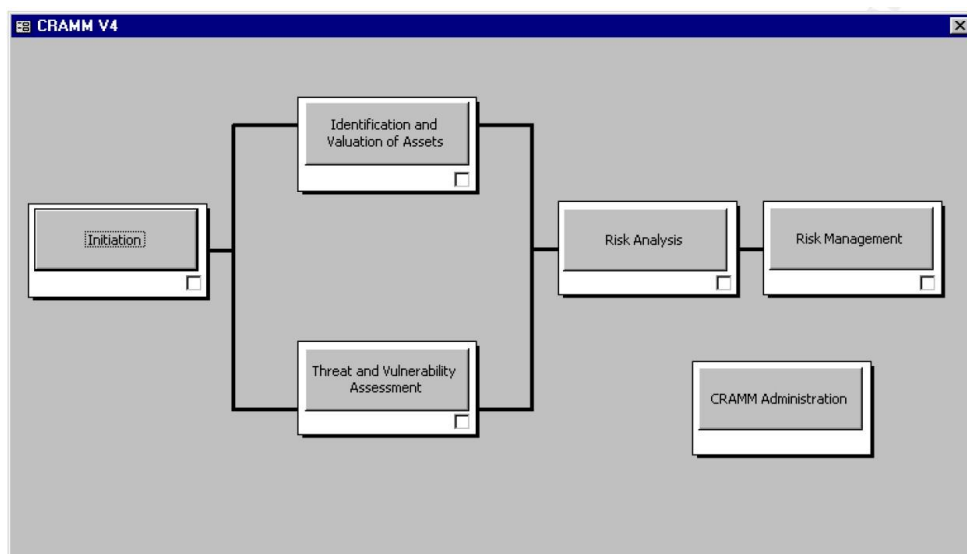 CRAMM V4
Identification and
Valuation of Assets
Initiation
Risk Analysis
Risk Management
Threat and Vulnerability
Assessment
CRAMM Administration